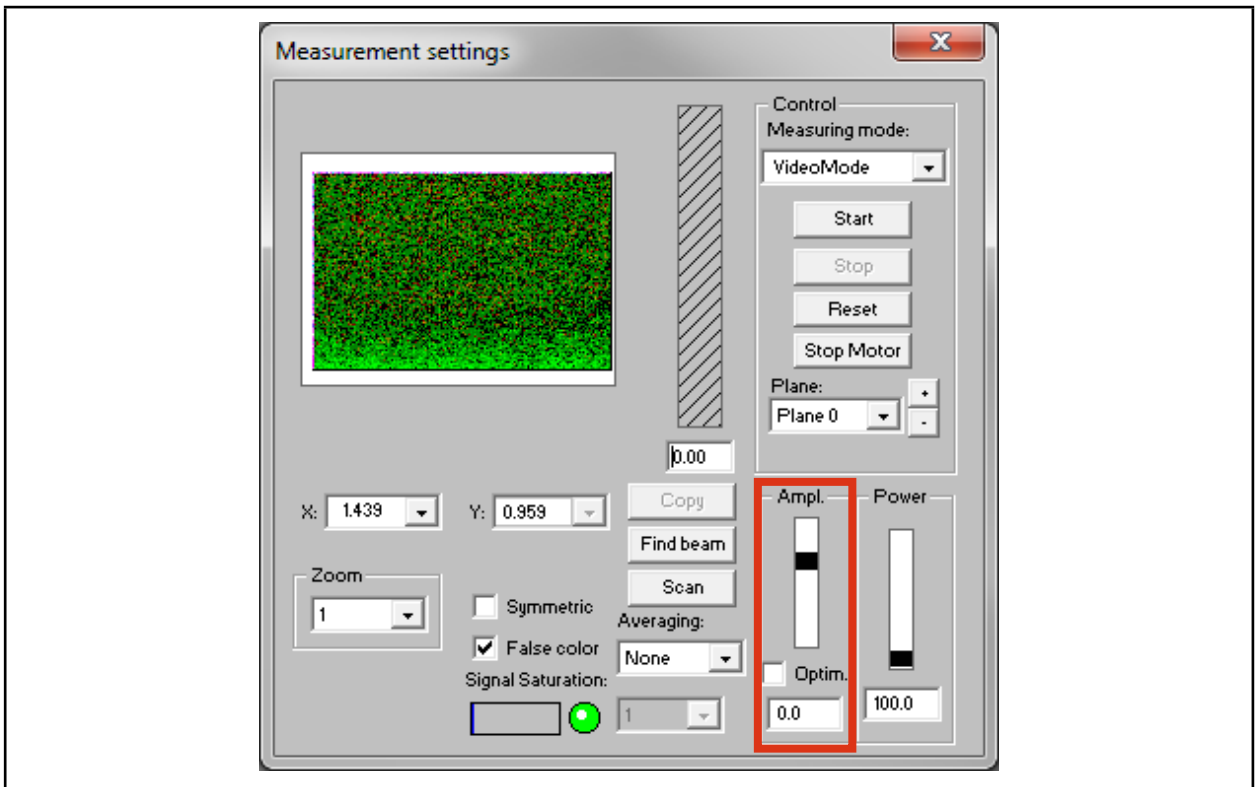 Measurement settings
Control
Measuring mode:
VideoMode
Start
Stop
Reset
Stop Motor
Plane:
Plane 0
+
-
0.00
X: 1.439
Y: 0.959
Copy
Find beam
Scan
Zoom
1
Symmetric
False color
Signal Saturation:
Averaging:
None
1
Ampl.
Optim.
0.0
Power
100.0